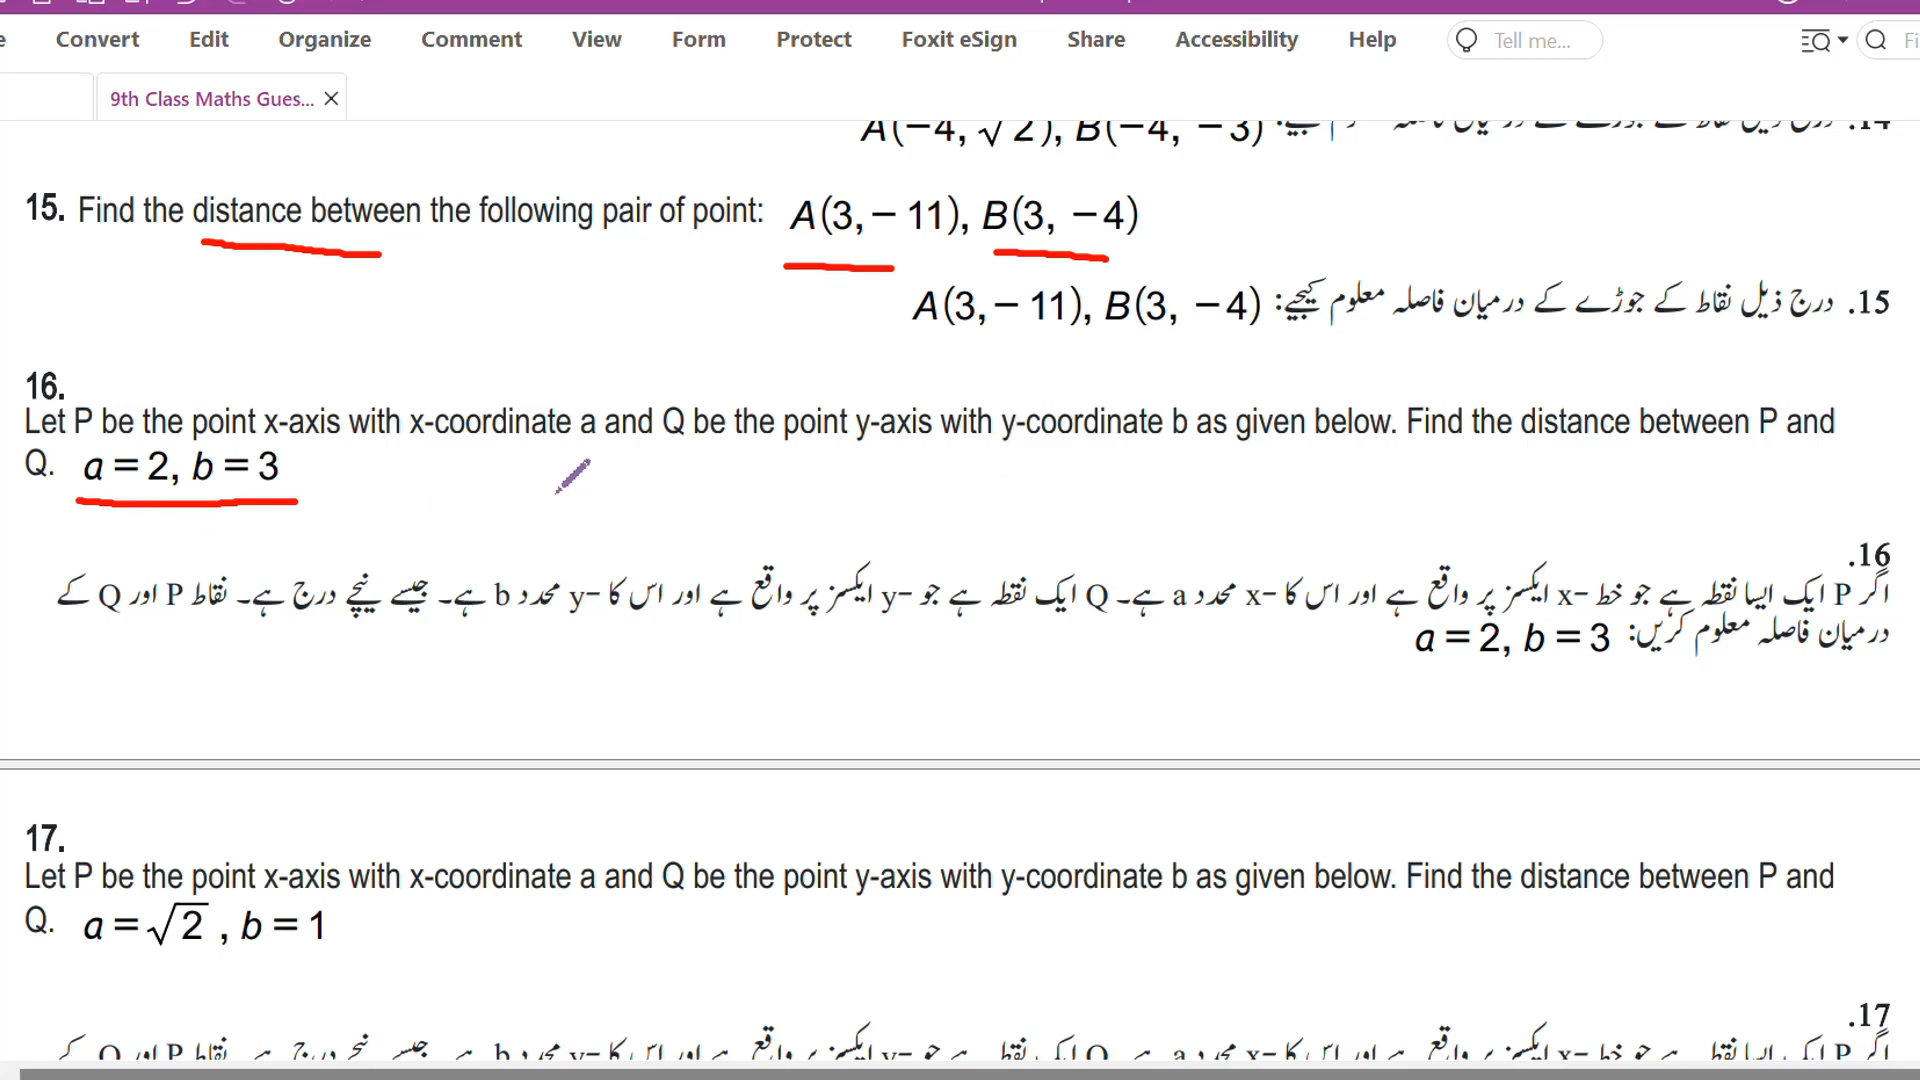 Convert Edit Organize Comment View Form Protect Foxit eSign Share Accessibility Help Tell me... Fi
9th Class Maths Gues...
A(−4, √2), B(−4, −3)
15. Find the distance between the following pair of point: A(3,− 11), B(3, −4)
15. درج ذیل نقاط کے جوڑے کے درمیان فاصلہ معلوم کیجیے: A(3,− 11), B(3, −4)
16.
Let P be the point x-axis with x-coordinate a and Q be the point y-axis with y-coordinate b as given below. Find the distance between P and
Q. a = 2, b = 3
16.
اگر P ایک ایسا نقطہ ہے جو خط x- ایکسز پر واقع ہے اور اس کا x- محدد a ہے۔ Q ایک نقطہ ہے جو y- ایکسز پر واقع ہے اور اس کا y- محدد b ہے۔ جیسے نیچے درج ہے۔ نقاط P اور Q کے
درمیان فاصلہ معلوم کریں: a = 2, b = 3
17.
Let P be the point x-axis with x-coordinate a and Q be the point y-axis with y-coordinate b as given below. Find the distance between P and
Q. a = √2 , b = 1
17.